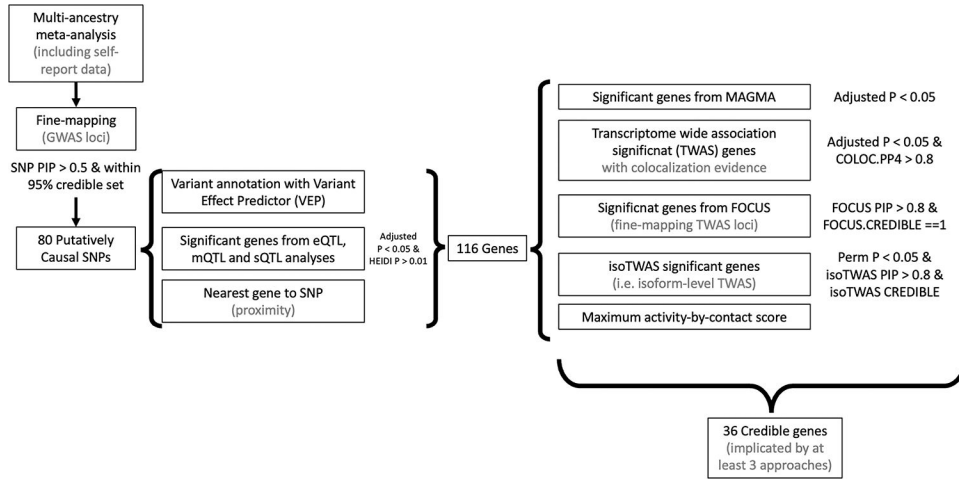 Multi-ancestry
meta-analysis
(including self-
report data)
Fine-mapping
(GWAS loci)
SNP PIP > 0.5 & within
95% credible set
80 Putatively
Causal SNPs
Variant annotation with Variant
Effect Predictor (VEP)
Significant genes from eQTL,
mQTL and sQTL analyses
Nearest gene to SNP
(proximity)
Adjusted
P < 0.05 &
HEIDI P > 0.01
116 Genes
Significant genes from MAGMA
Adjusted P < 0.05
Transcriptome wide association
significnat (TWAS) genes
with colocalization evidence
Adjusted P < 0.05 &
COLOC.PP4 > 0.8
Significnat genes from FOCUS
(fine-mapping TWAS loci)
FOCUS PIP > 0.8 &
FOCUS.CREDIBLE ==1
isoTWAS significant genes
(i.e. isoform-level TWAS)
Perm P < 0.05 &
isoTWAS PIP > 0.8 &
isoTWAS CREDIBLE
Maximum activity-by-contact score
36 Credible genes
(implicated by at
least 3 approaches)